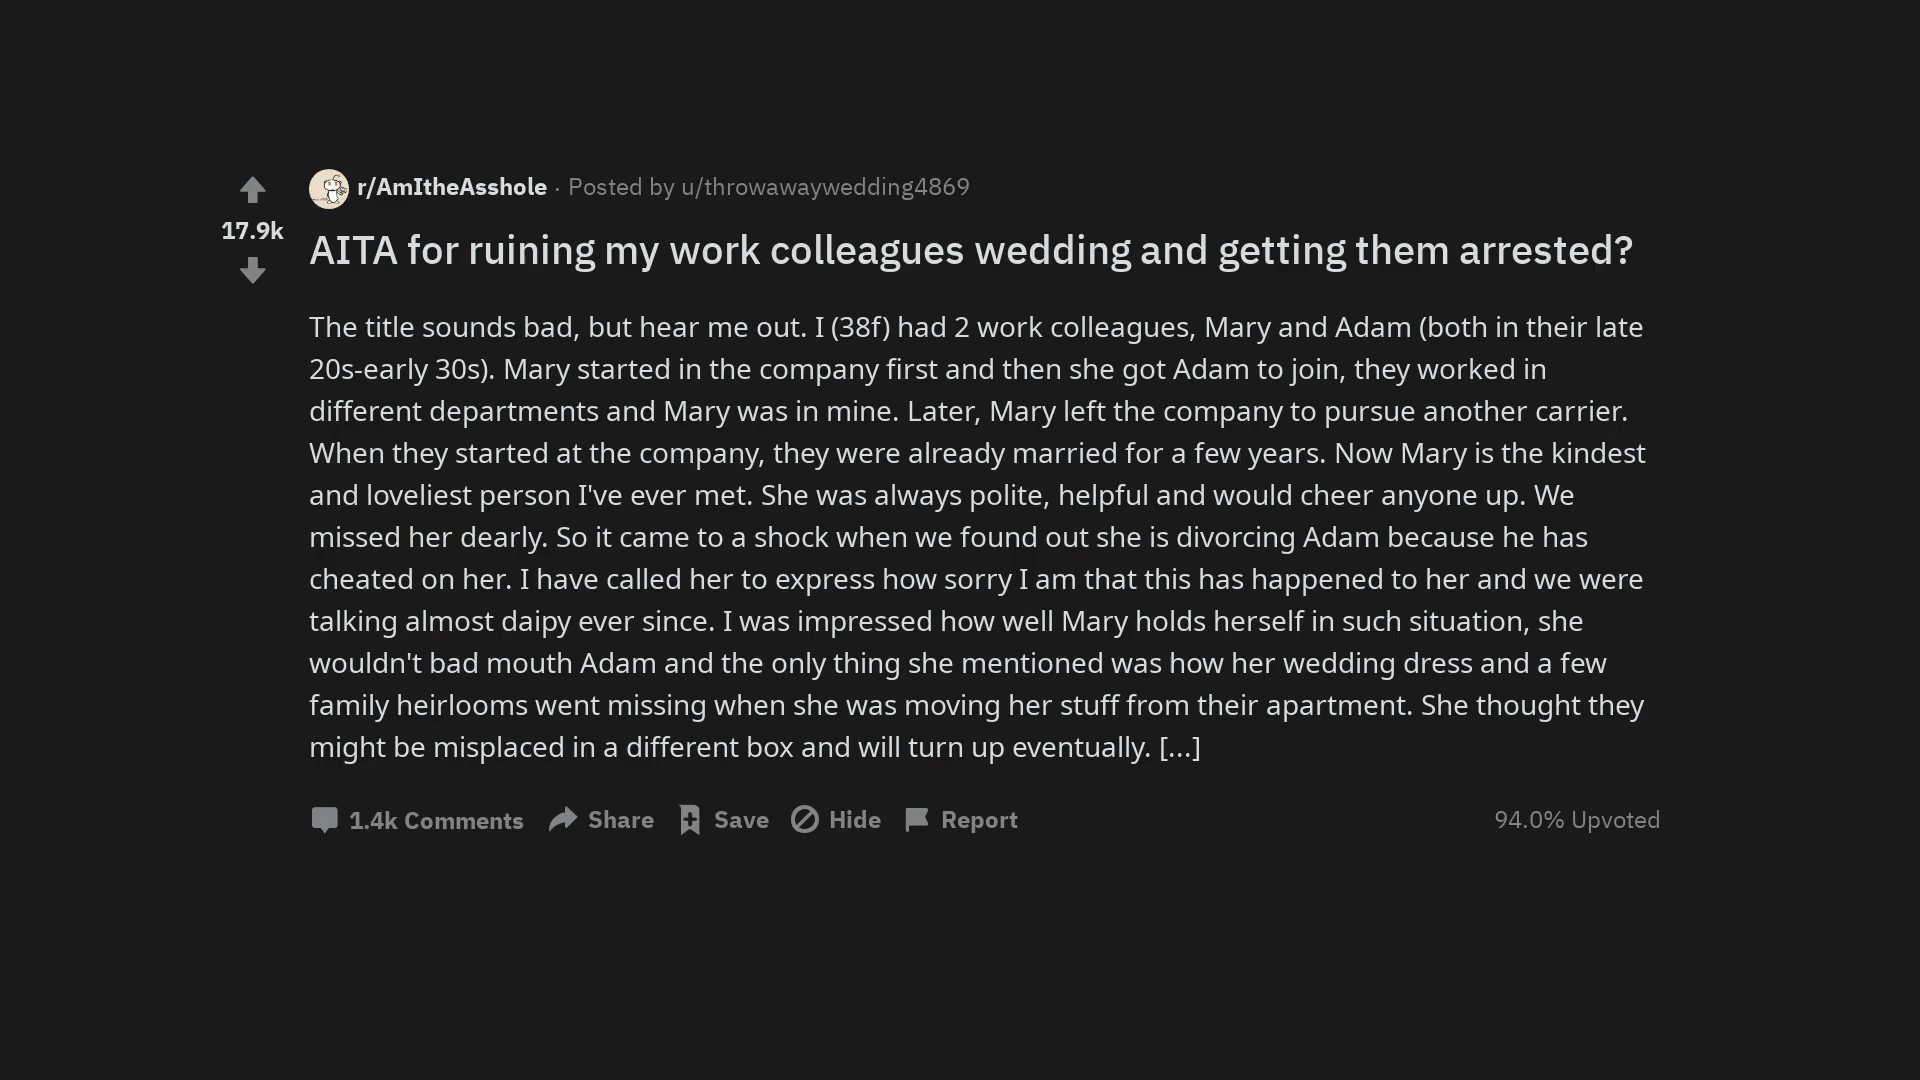 r/AmItheAsshole · Posted by u/throwawaywedding4869
17.9k
AITA for ruining my work colleagues wedding and getting them arrested?
The title sounds bad, but hear me out. I (38f) had 2 work colleagues, Mary and Adam (both in their late
20s-early 30s). Mary started in the company first and then she got Adam to join, they worked in
different departments and Mary was in mine. Later, Mary left the company to pursue another carrier.
When they started at the company, they were already married for a few years. Now Mary is the kindest
and loveliest person I've ever met. She was always polite, helpful and would cheer anyone up. We
missed her dearly. So it came to a shock when we found out she is divorcing Adam because he has
cheated on her. I have called her to express how sorry I am that this has happened to her and we were
talking almost daipy ever since. I was impressed how well Mary holds herself in such situation, she
wouldn't bad mouth Adam and the only thing she mentioned was how her wedding dress and a few
family heirlooms went missing when she was moving her stuff from their apartment. She thought they
might be misplaced in a different box and will turn up eventually. [...]
1.4k Comments Share Save Hide Report 94.0% Upvoted